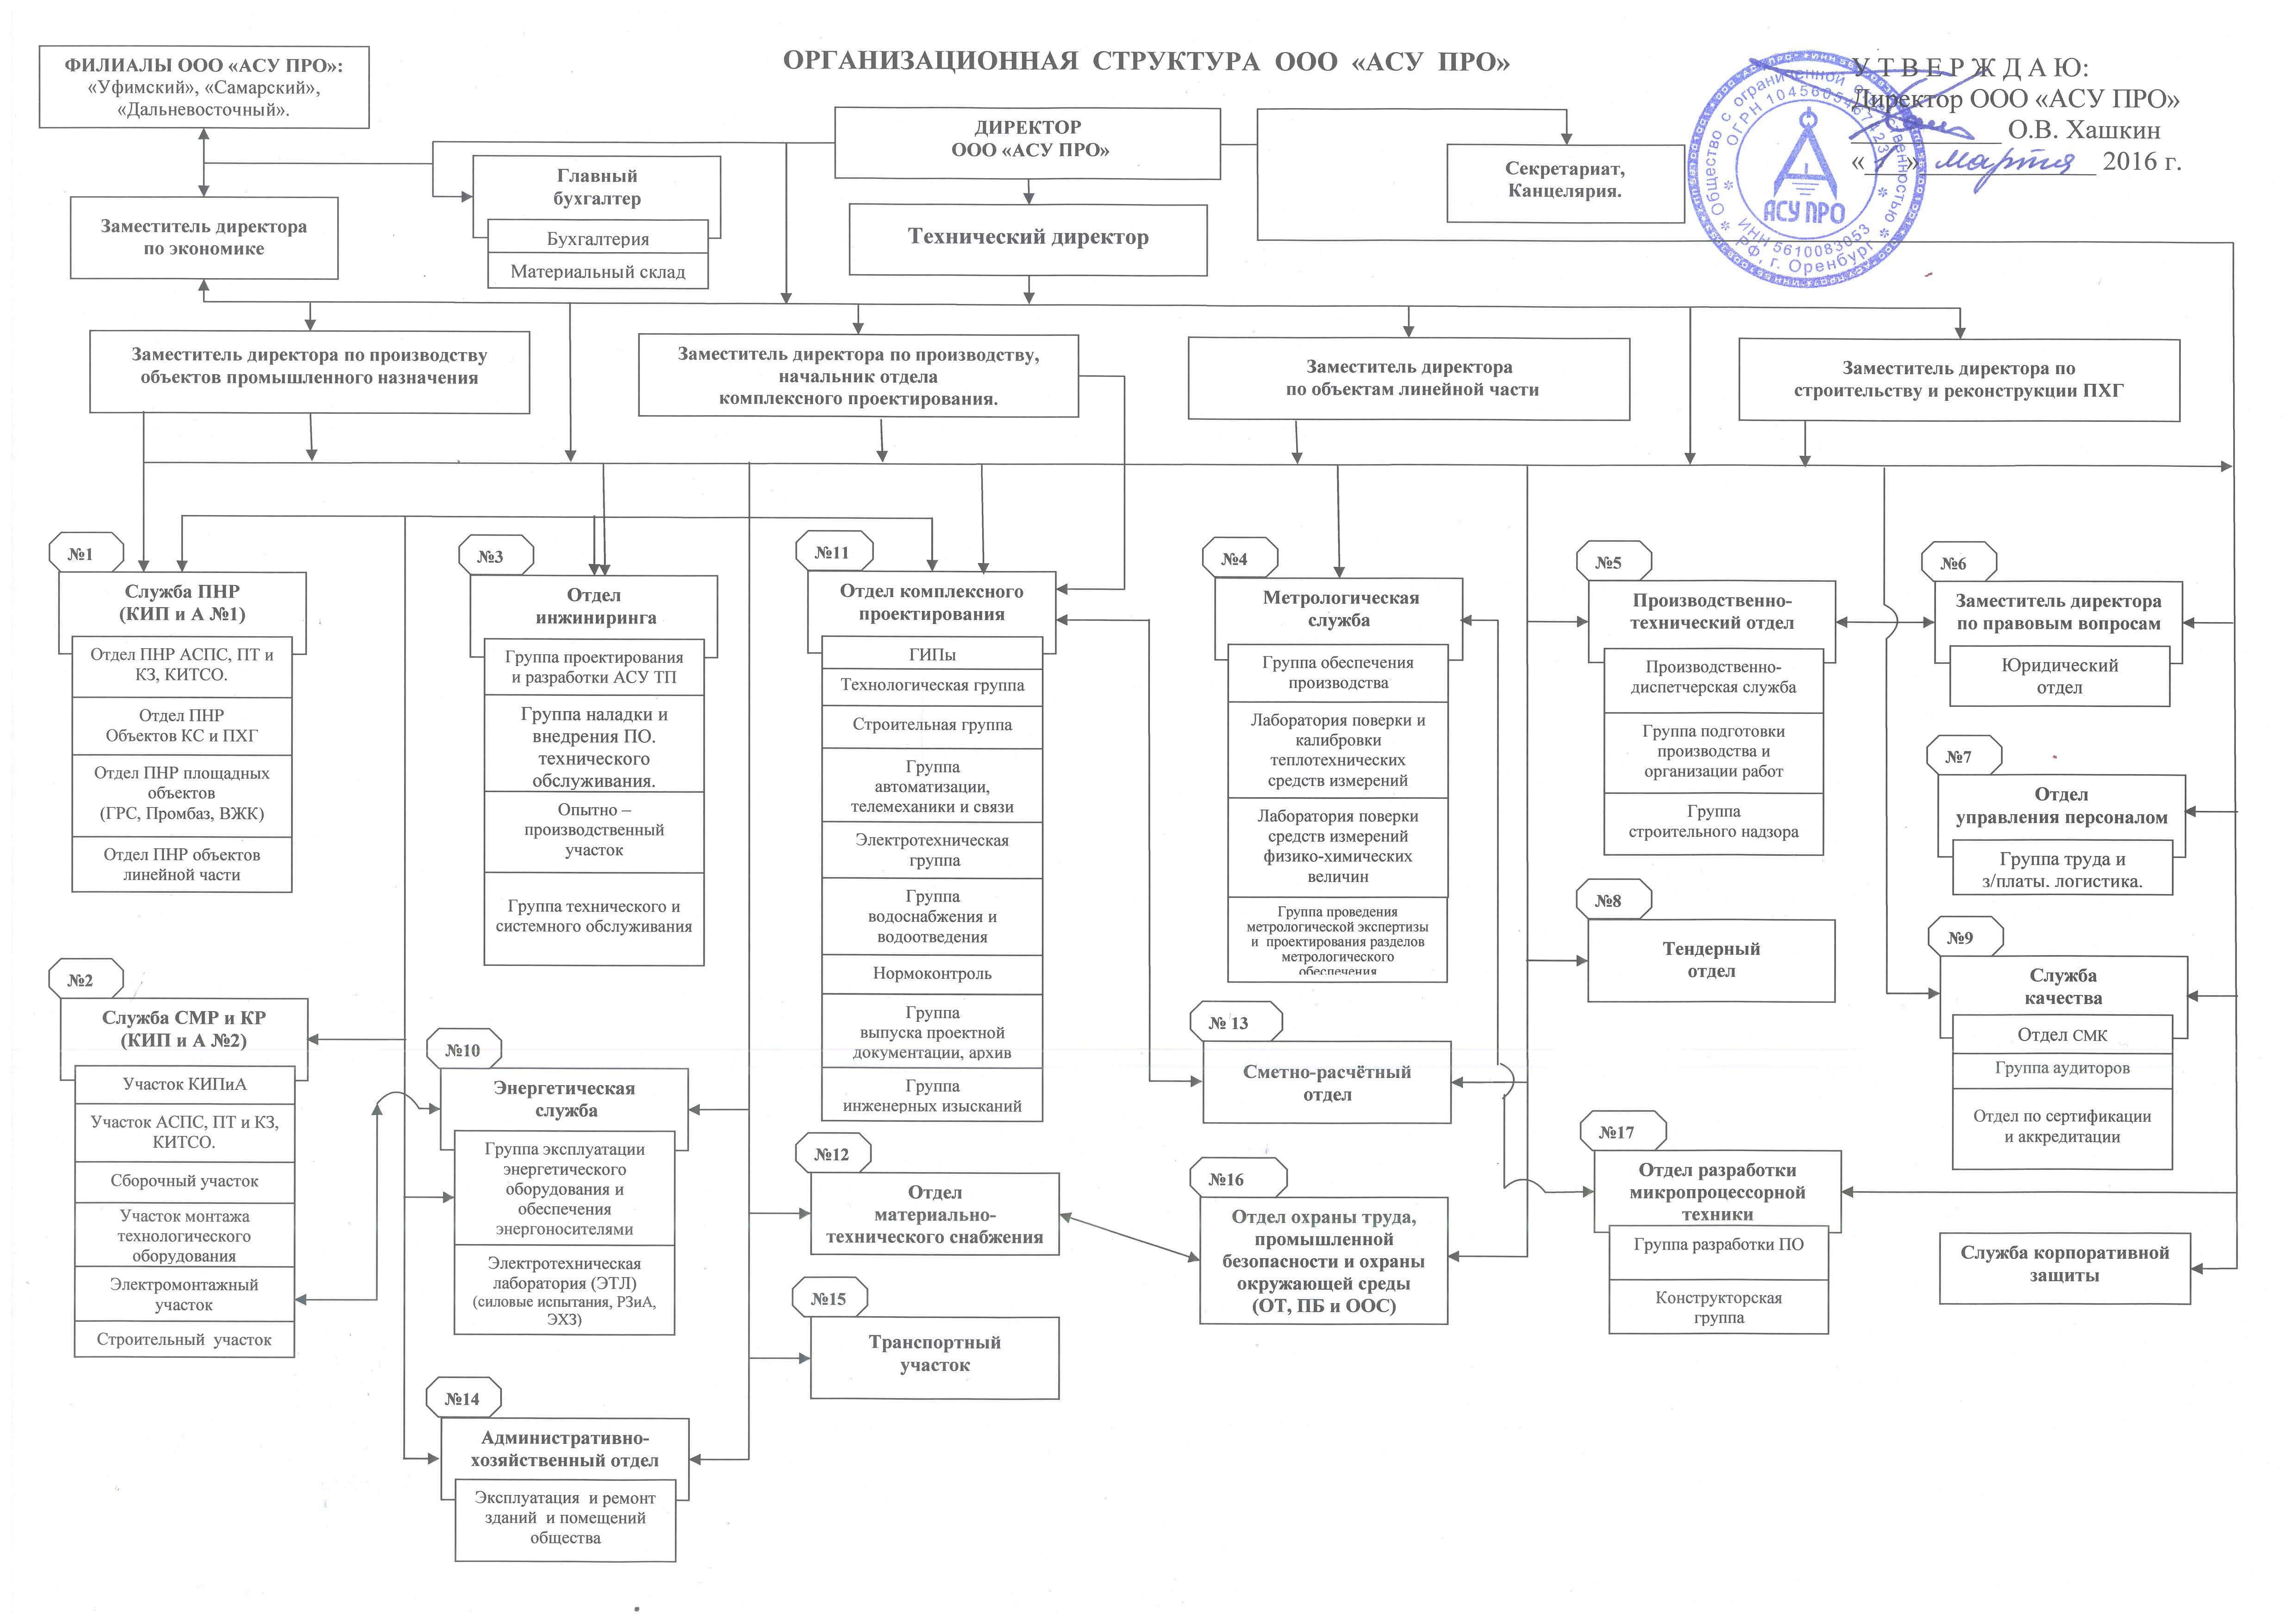 ОРГАНИЗАЦИОННАЯ СТРУКТУРА ООО «АСУ ПРО»
УТВЕРЖДАЮ:
Директор ООО «АСУ ПРО»
О.В. Хашкин
«1» марта 2016 г.
Общество с ограниченной ответственностью
ОГРН 1045605467123
АСУ ПРО
ИНН 5610083053
РФ, г. Оренбург
ФИЛИАЛЫ ООО «АСУ ПРО»:
«Уфимский», «Самарский»,
«Дальневосточный».
ДИРЕКТОР
ООО «АСУ ПРО»
Главный
бухгалтер
Бухгалтерия
Материальный склад
Секретариат,
Канцелярия.
Заместитель директора
по экономике
Технический директор
Заместитель директора по производству
объектов промышленного назначения
Заместитель директора по производству,
начальник отдела
комплексного проектирования.
Заместитель директора
по объектам линейной части
Заместитель директора по
строительству и реконструкции ПХГ
№1
Служба ПНР
(КИП и А №1)
Отдел ПНР АСПС, ПТ и
КЗ, КИТСО.
Отдел ПНР
Объектов КС и ПХГ
Отдел ПНР площадных
объектов
(ГРС, Промбаз, ВЖК)
Отдел ПНР объектов
линейной части
№2
Служба СМР и КР
(КИП и А №2)
Участок КИПиА
Участок АСПС, ПТ и КЗ,
КИТСО.
Сборочный участок
Участок монтажа
технологического
оборудования
Электромонтажный
участок
Строительный участок
№3
Отдел
инжиниринга
Группа проектирования
и разработки АСУ ТП
Группа наладки и
внедрения ПО.
технического
обслуживания.
Опытно –
производственный
участок
Группа технического и
системного обслуживания
№10
Энергетическая
служба
Группа эксплуатации
энергетического
оборудования и
обеспечения
энергоносителями
Электротехническая
лаборатория (ЭТЛ)
(силовые испытания, РЗиА,
ЭХЗ)
№14
Административно-
хозяйственный отдел
Эксплуатация и ремонт
зданий и помещений
общества
№11
Отдел комплексного
проектирования
ГИПы
Технологическая группа
Строительная группа
Группа
автоматизации,
телемеханики и связи
Электротехническая
группа
Группа
водоснабжения и
водоотведения
Нормоконтроль
Группа
выпуска проектной
документации, архив
Группа
инженерных изысканий
№12
Отдел
материально-
технического снабжения
№15
Транспортный
участок
№4
Метрологическая
служба
Группа обеспечения
производства
Лаборатория поверки и
калибровки
теплотехнических
средств измерений
Лаборатория поверки
средств измерений
физико-химических
величин
Группа проведения
метрологической экспертизы
и проектирования разделов
метрологического
обеспечения
№ 13
Сметно-расчётный
отдел
№16
Отдел охраны труда,
промышленной
безопасности и охраны
окружающей среды
(ОТ, ПБ и ООС)
№5
Производственно-
технический отдел
Производственно-
диспетчерская служба
Группа подготовки
производства и
организации работ
Группа
строительного надзора
№8
Тендерный
отдел
№17
Отдел разработки
микропроцессорной
техники
Группа разработки ПО
Конструкторская
группа
№6
Заместитель директора
по правовым вопросам
Юридический
отдел
№7
Отдел
управления персоналом
Группа труда и
з/платы. логистика.
№9
Служба
качества
Отдел СМК
Группа аудиторов
Отдел по сертификации
и аккредитации
Служба корпоративной
защиты